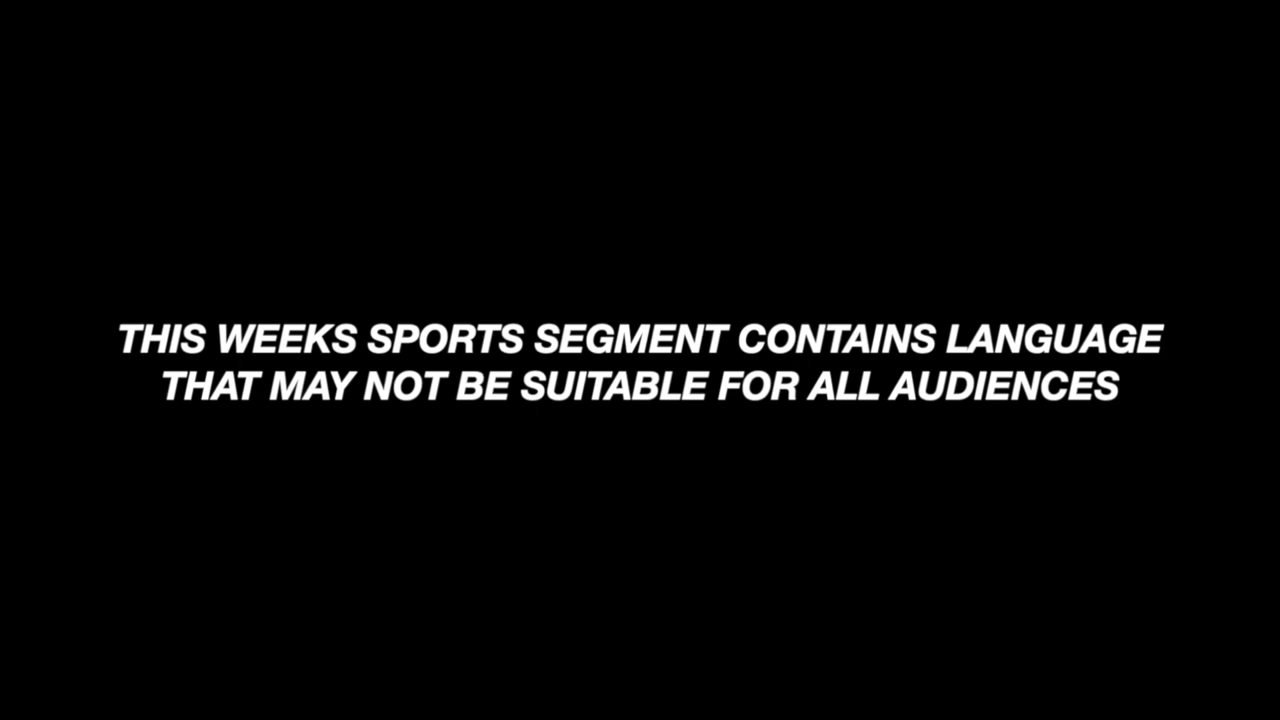 THIS WEEKS SPORTS SEGMENT CONTAINS LANGUAGE
THAT MAY NOT BE SUITABLE FOR ALL AUDIENCES